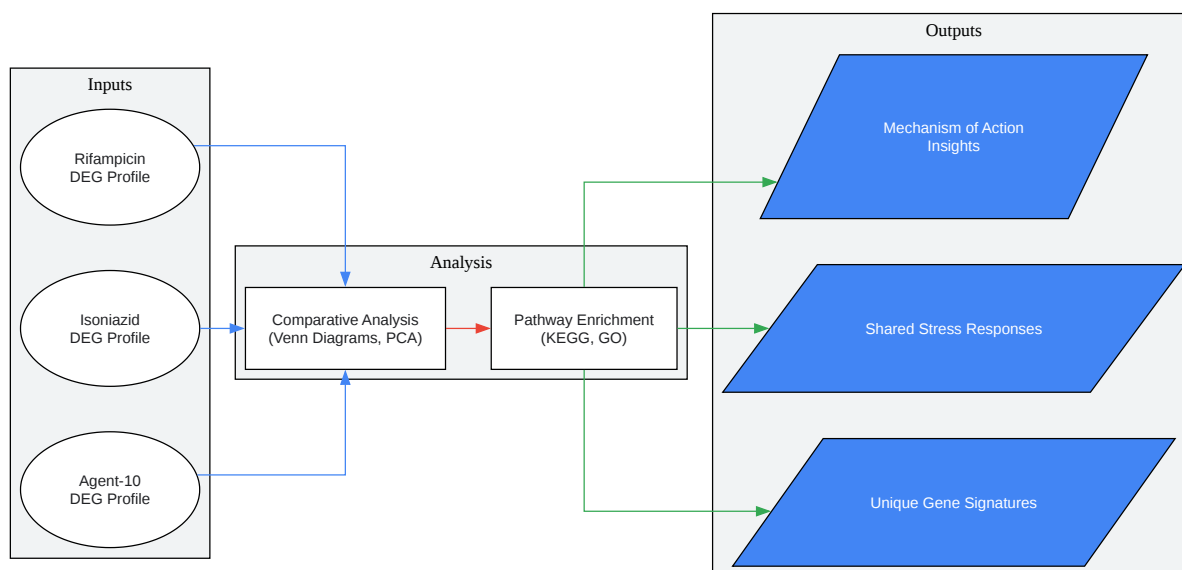 Inputs
Rifampicin
DEG Profile
Isoniazid
DEG Profile
Agent-10
DEG Profile
Analysis
Comparative Analysis
(Venn Diagrams, PCA)
Pathway Enrichment
(KEGG, GO)
Outputs
Mechanism of Action
Insights
Shared Stress Responses
Unique Gene Signatures